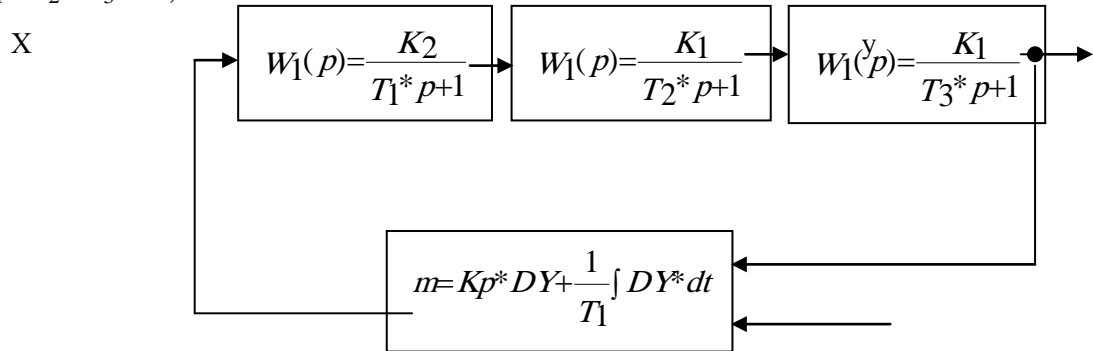 X
W1(p)=K2/T1*p+1
W1(p)=K1/T2*p+1
y
W1(p)=K1/T3*p+1
m=Kp*DY+1/T1∫DY*dt